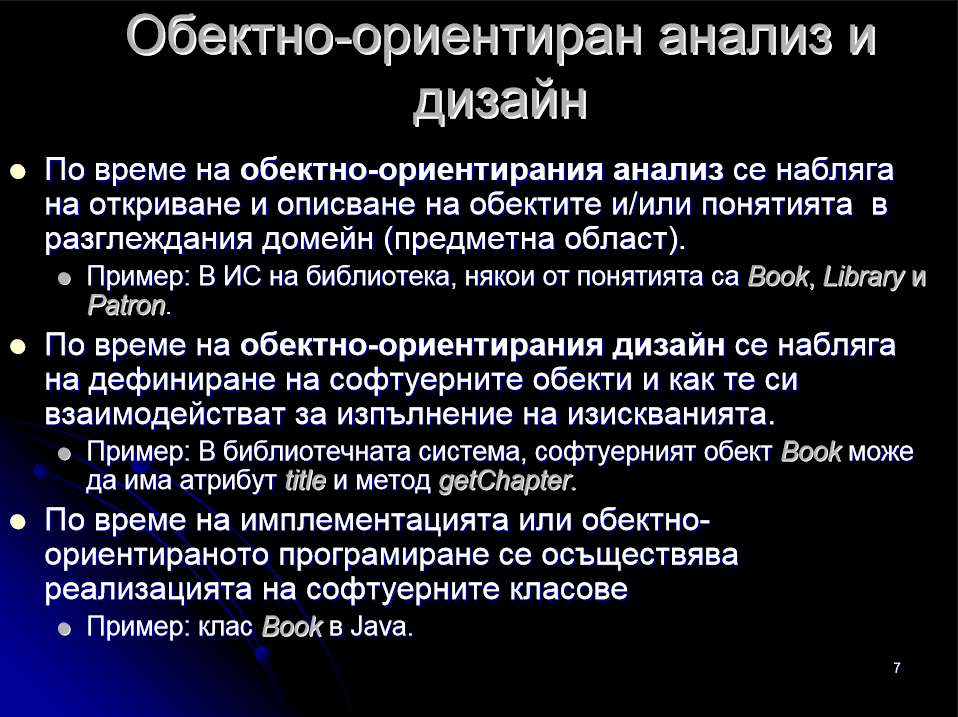 Обектно-ориентиран анализ и
дизайн
По време на обектно-ориентирания анализ се набляга
на откриване и описване на обектите и/или понятията в
разглеждания домейн (предметна област).
Пример: В ИС на библиотека, някои от понятията са Book, Library и
Patron.
По време на обектно-ориентирания дизайн се набляга
на дефиниране на софтуерните обекти и как те си
взаимодействат за изпълнение на изискванията.
Пример: В библиотечната система, софтуерният обект Book може
да има атрибут title и метод getChapter.
По време на имплементацията или обектно-
ориентираното програмиране се осъществява
реализацията на софтуерните класове
Пример: клас Book в Java.
7